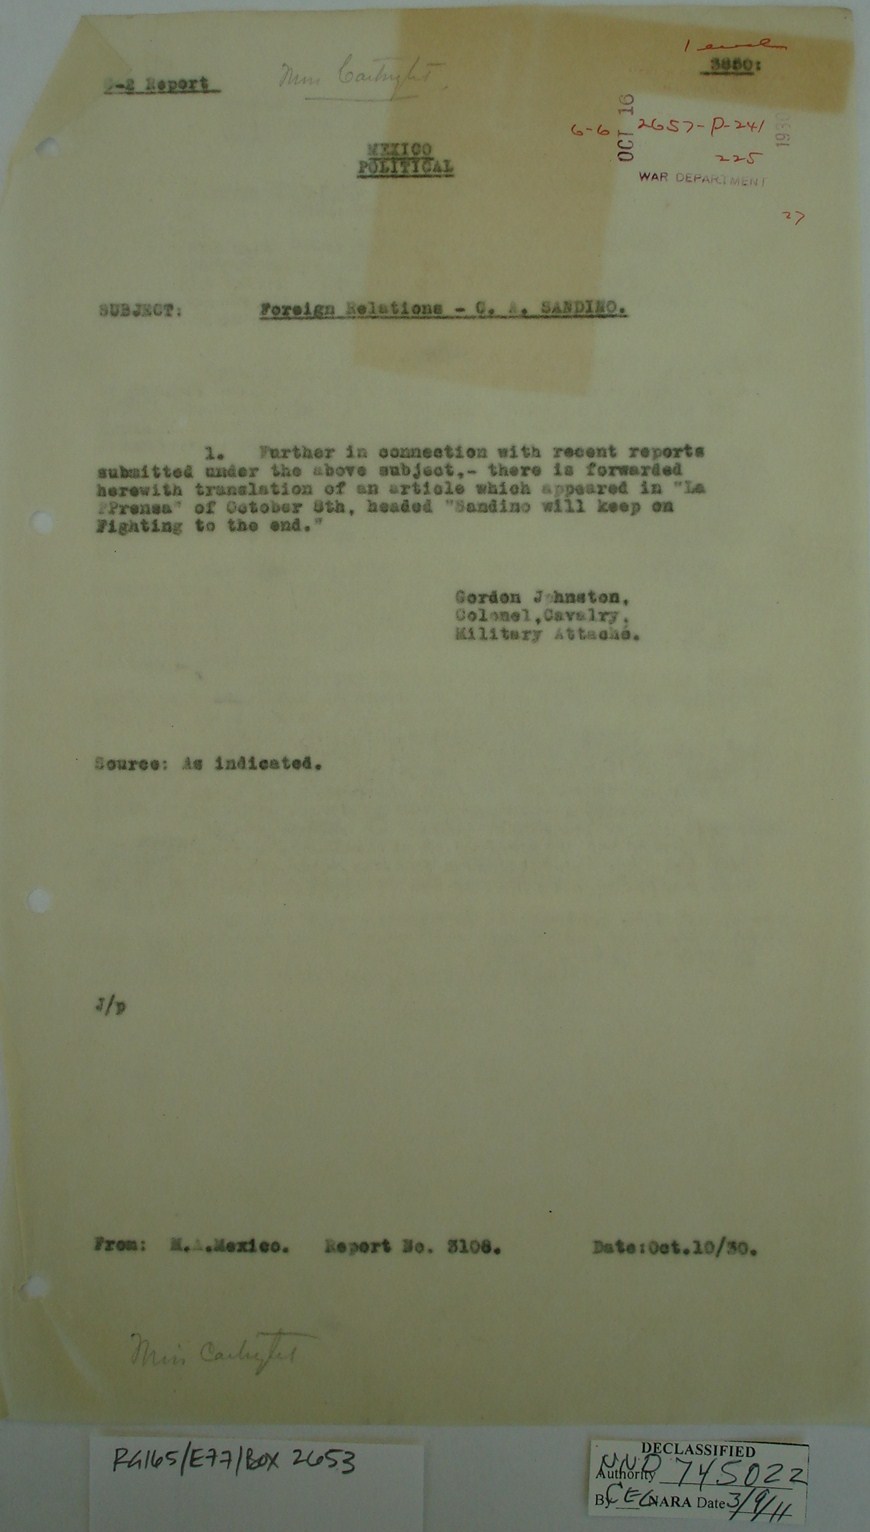 1
3850:
G-2 Report
Miss
6-6
OCT 16 1930
2657-P-241
225
WAR DEPARTMENT
27
MEXICO
POLITICAL
SUBJECT: Foreign Relations - C. A. SANDINO.
1. Further in connection with recent reports
submitted under the above subject,- there is forwarded
herewith translation of an article which appeared in "La
Prensa" of October 8th, headed "Sandino will keep on
Fighting to the end."
Gordon Johnston,
Colonel,Cavalry,
Military Attaché.
Source: As indicated.
J/p
From: M.A.Mexico. Report No. 3108. Date:Oct.10/30.
Miss
RG165/E77/BOX 2653
DECLASSIFIED
Authority NND 745022
By CEG NARA Date 3/9/11